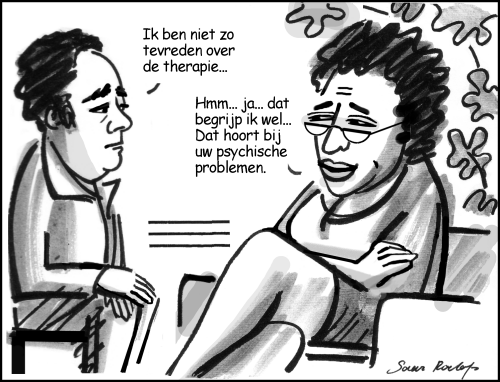 Ik ben niet zo
tevreden over
de therapie...
Hmm... ja... dat
begrijp ik wel...
Dat hoort bij
uw psychische
problemen.